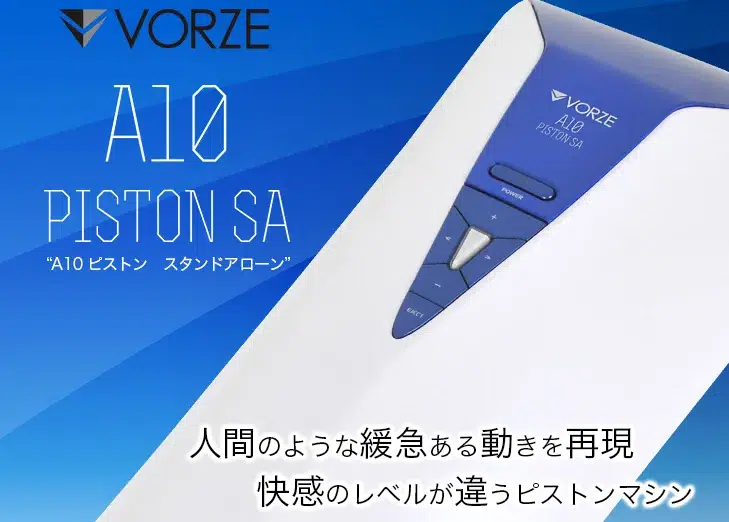 VORZE
A10
PISTON SA
“A10 ピストン　スタンドアローン”
VORZE
A10
PISTON SA
POWER
+
-
EJECT
人間のような緩急ある動きを再現
快感のレベルが違うピストンマシン